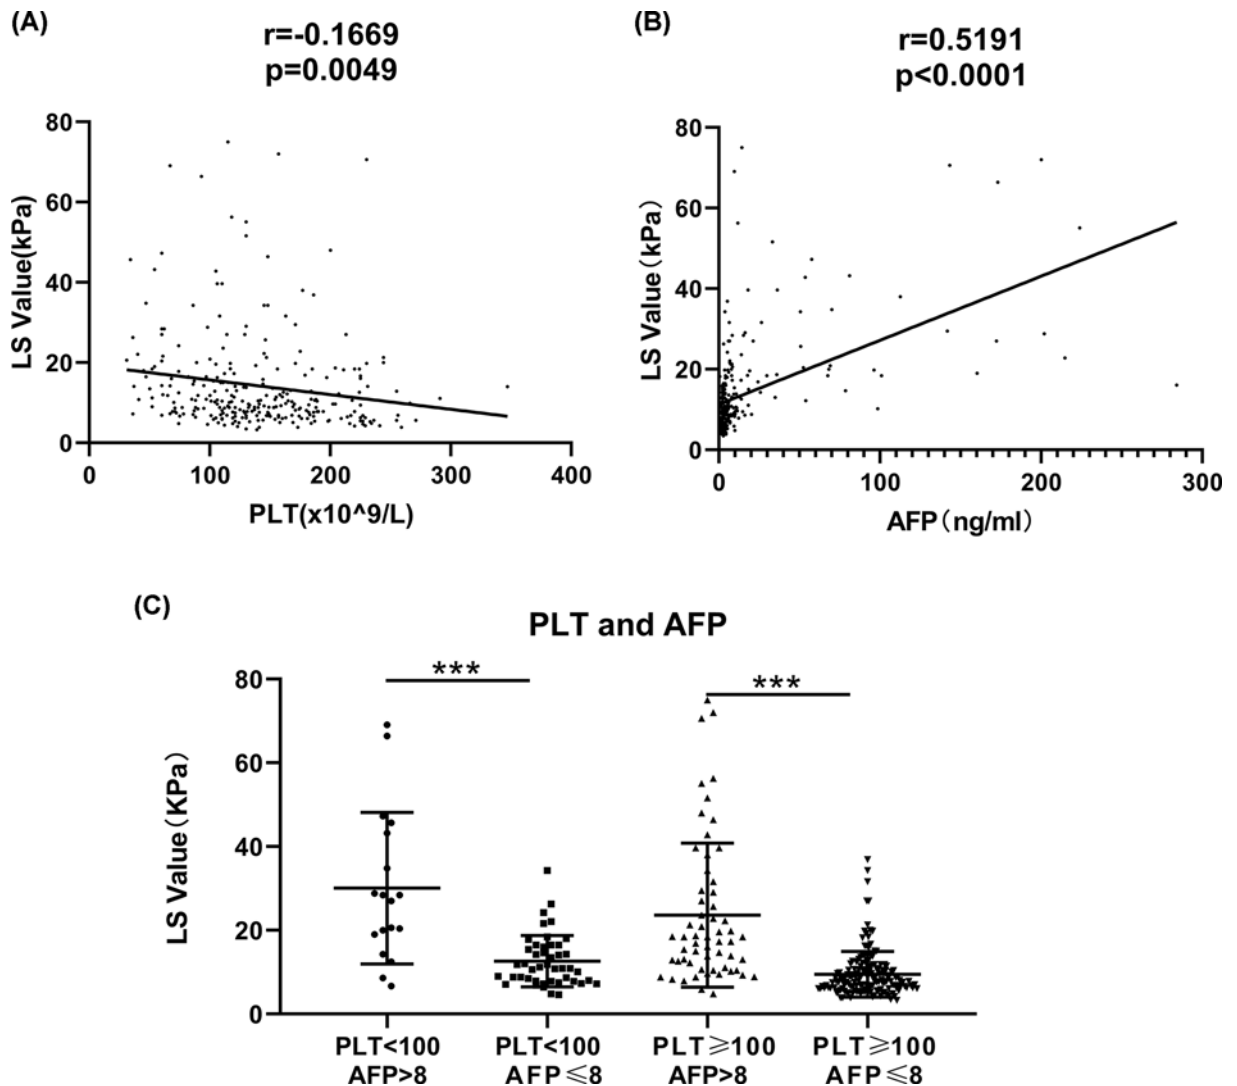 (A)
r=-0.1669
p=0.0049
LS Value(kPa)
80
60
40
20
0
0 100 200 300 400
PLT(x10^9/L)
(B)
r=0.5191
p<0.0001
LS Value（kPa）
80
60
40
20
0
0 100 200 300
AFP（ng/ml）
(C)
PLT and AFP
*** ***
LS Value（KPa）
80
60
40
20
0
PLT<100 PLT<100 PLT≥100 PLT≥100
AFP>8 AFP≤8 AFP>8 AFP≤8